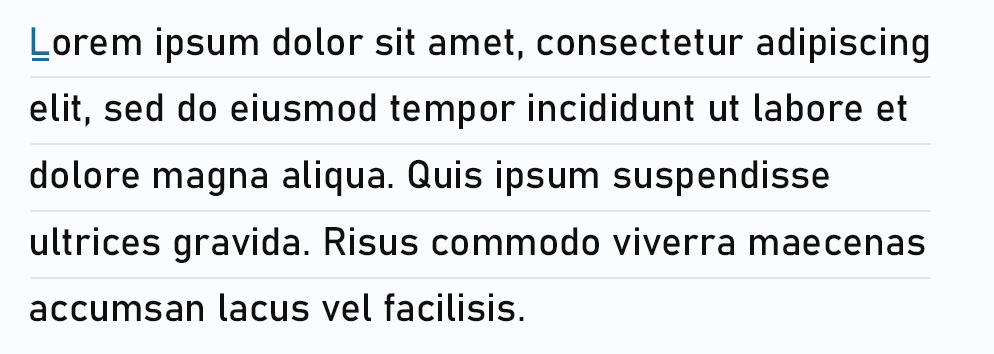 Lorem ipsum dolor sit amet, consectetur adipiscing
elit, sed do eiusmod tempor incididunt ut labore et
dolore magna aliqua. Quis ipsum suspendisse
ultrices gravida. Risus commodo viverra maecenas
accumsan lacus vel facilisis.